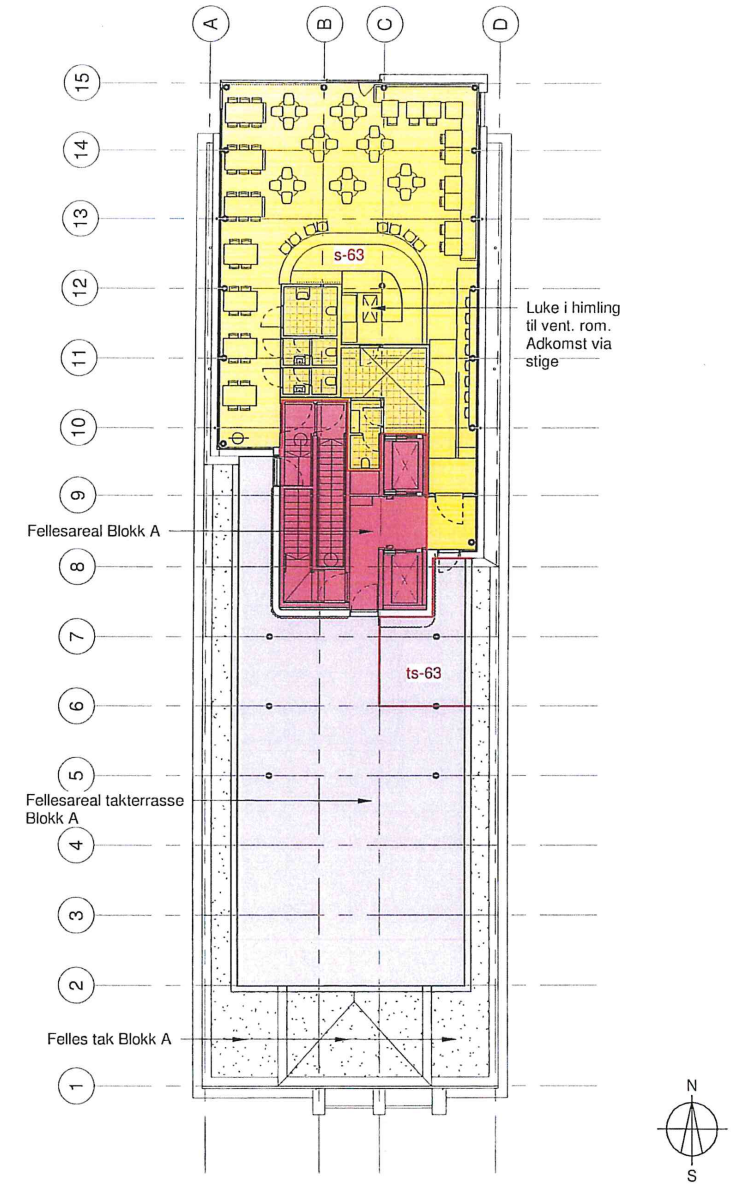 A
B
C
D
15
14
13
s-63
12
Luke i himling
til vent. rom.
Adkomst via
stige
11
10
9
Fellesareal Blokk A
8
7
ts-63
6
5
Fellesareal takterrasse
Blokk A
4
3
2
Felles tak Blokk A
1
N
S